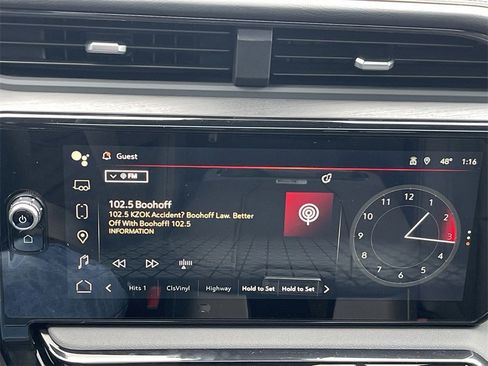 Guest
48° 1:16
FM
102.5 Boohoff
102.5 KZOK Accident? Boohoff Law. Better
Off With Boohoff! 102.5
INFORMATION
Hits 1 ClsVinyl Highway Hold to Set Hold to Set
12
1
2
3
4
5
6
7
8
9
10
11